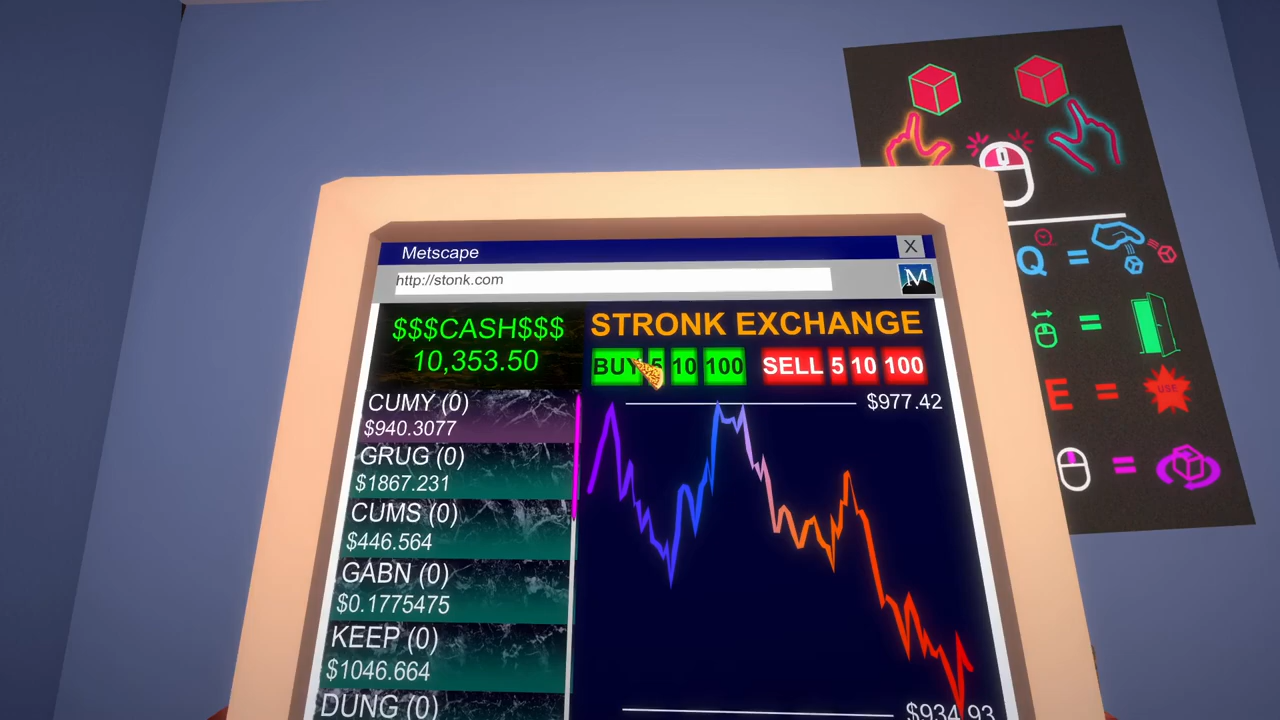 Metscape
X
http://stonk.com
M
$$$CASH$$$
10,353.50
STRONK EXCHANGE
BUY 5 10 100 SELL 5 10 100
$977.42
CUMY (0)
$940.3077
GRUG (0)
$1867.231
CUMS (0)
$446.564
GABN (0)
$0.1775475
KEEP (0)
$1046.664
DUNG (0)
$934.93
Q =
=
E = USE
=